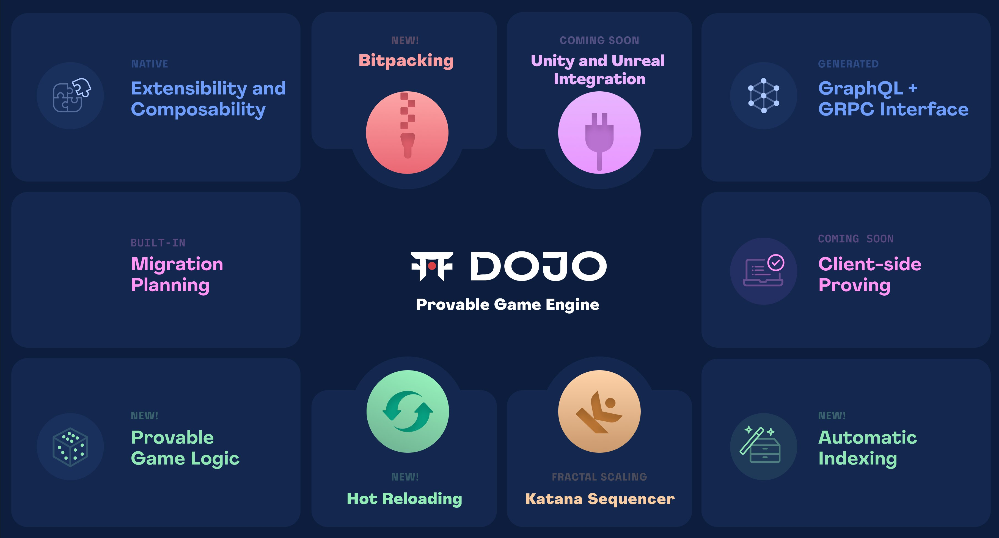 NATIVE
Extensibility and
Composability
NEW!
Bitpacking
COMING SOON
Unity and Unreal
Integration
GENERATED
GraphQL +
GRPC Interface
BUILT-IN
Migration
Planning
DOJO
Provable Game Engine
COMING SOON
Client-side
Proving
NEW!
Provable
Game Logic
NEW!
Hot Reloading
FRACTAL SCALING
Katana Sequencer
NEW!
Automatic
Indexing